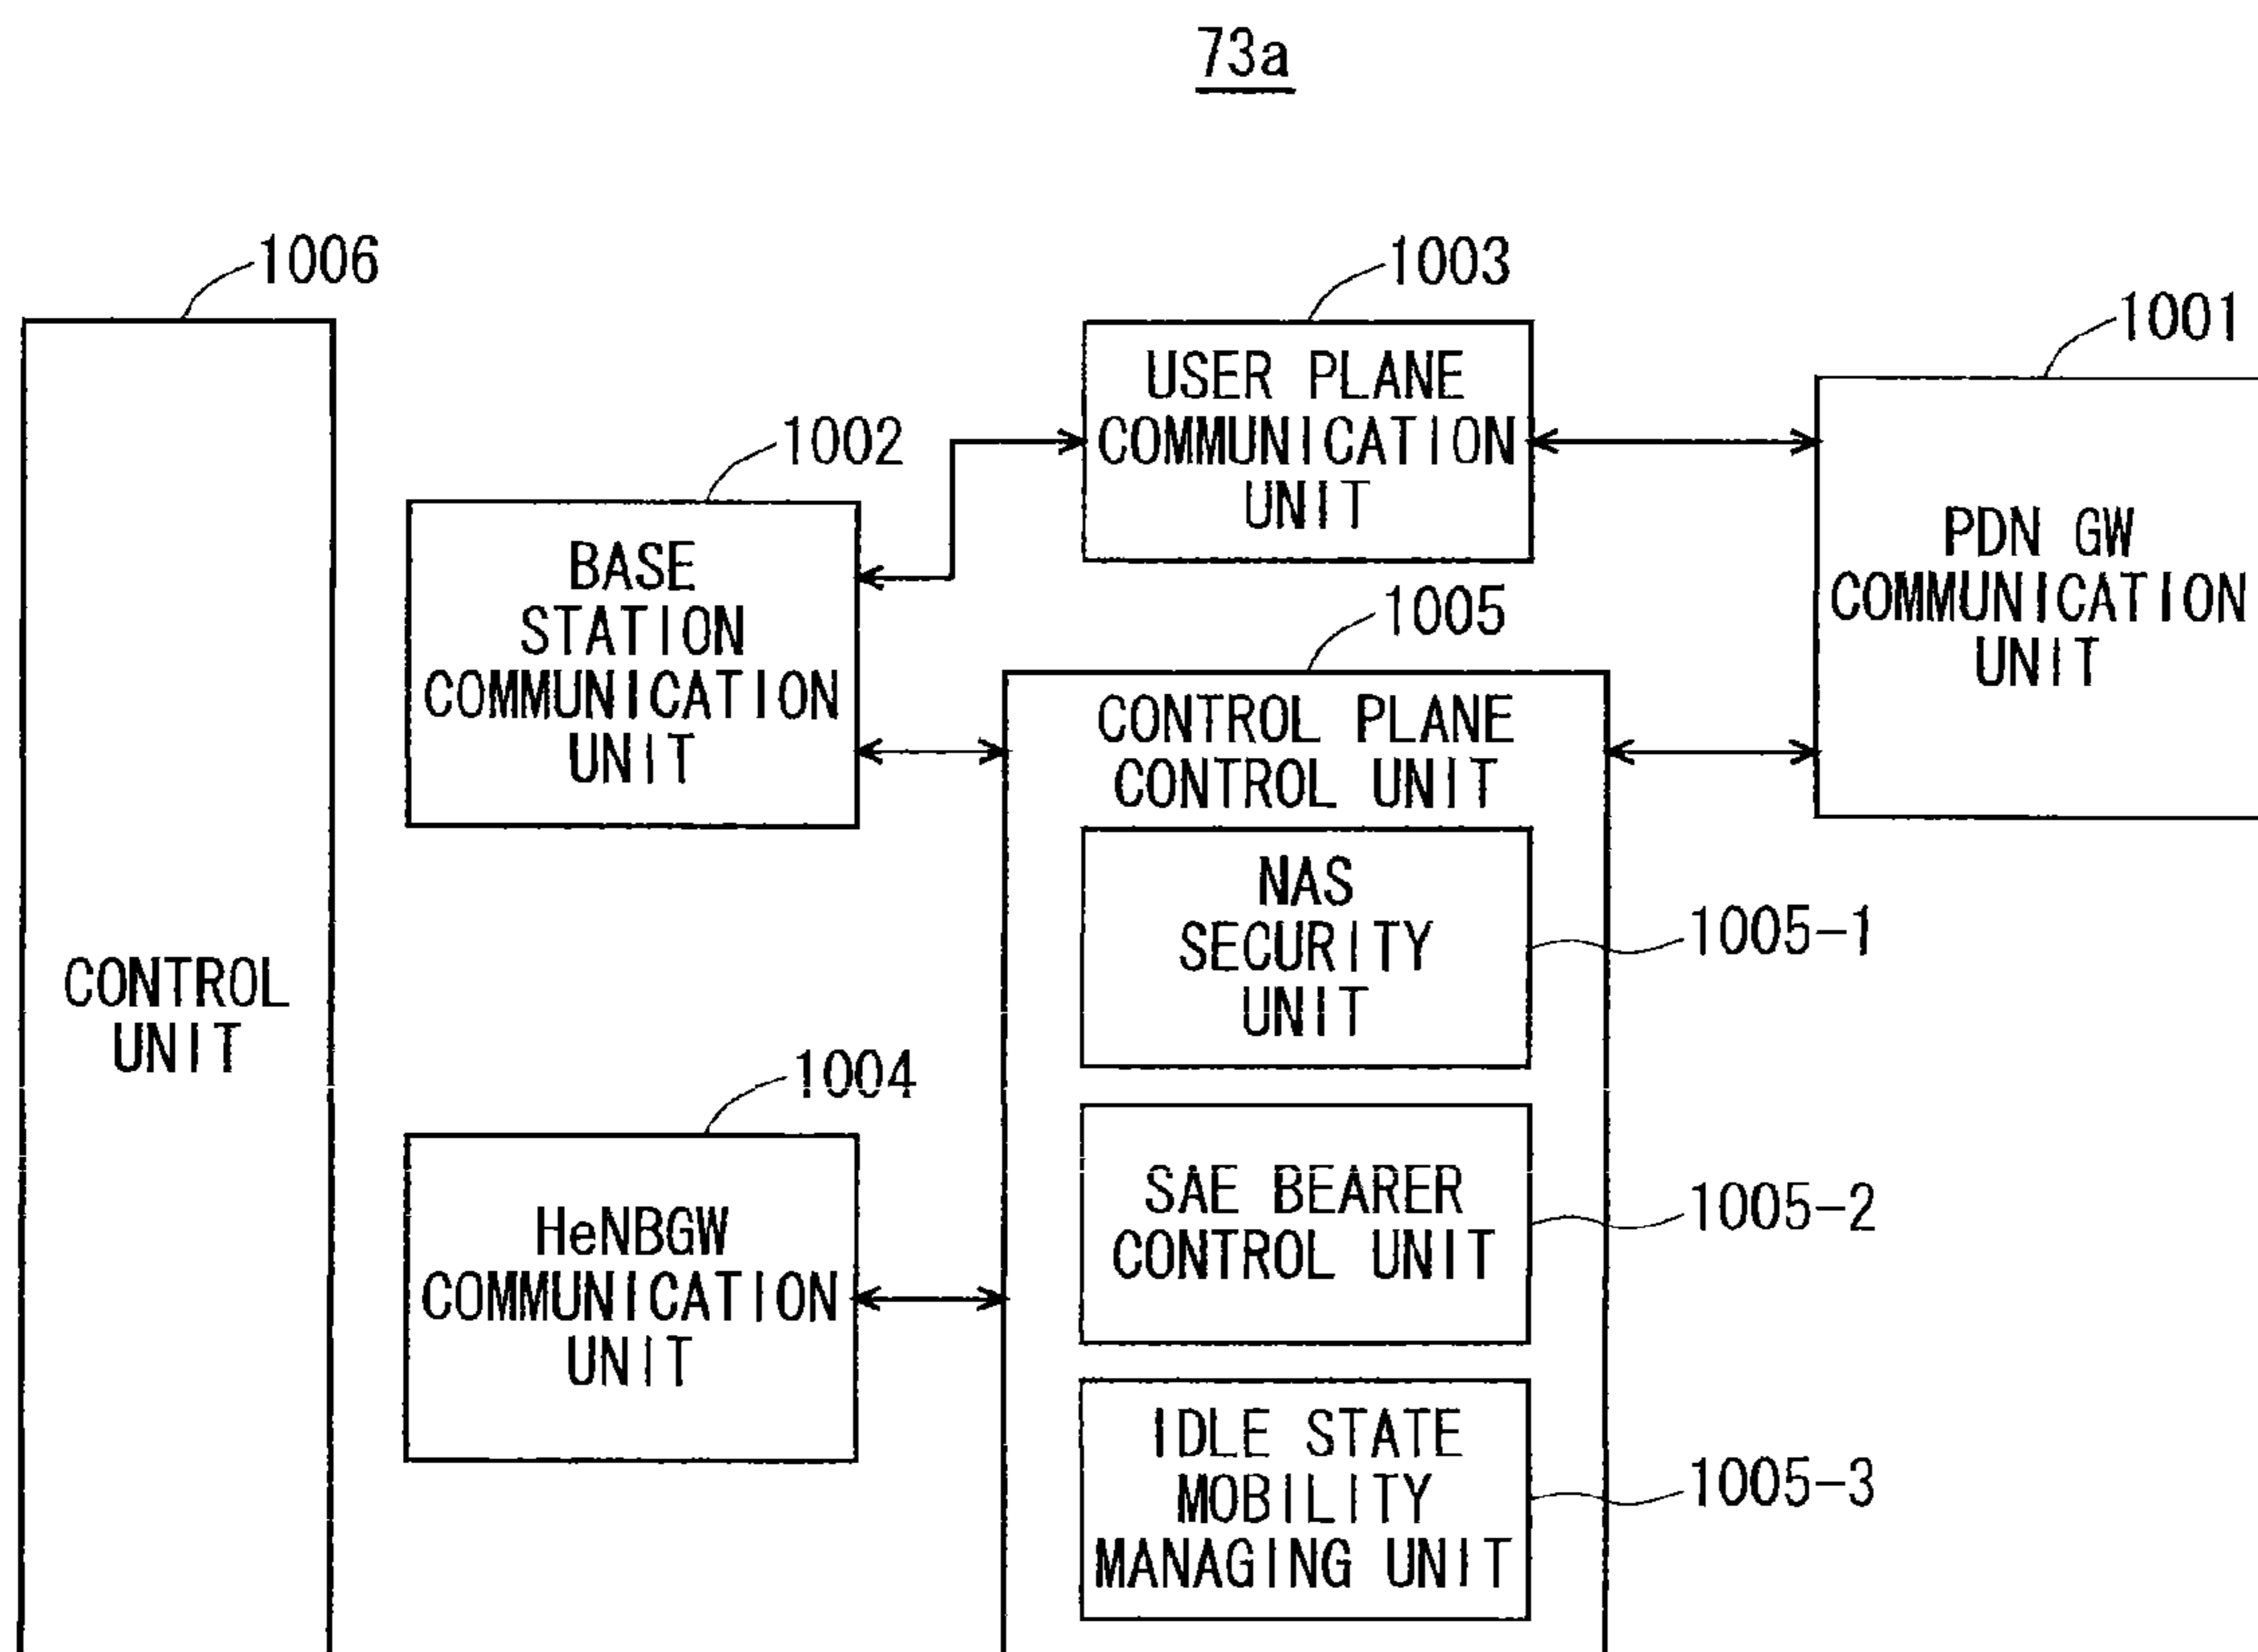 73a
1006
1003
1001
USER PLANE
COMMUNICATION
UNIT
1002
PDN GW
COMMUNICATION
UNIT
BASE
STATION
COMMUNICATION
UNIT
1005
CONTROL PLANE
CONTROL UNIT
NAS
SECURITY
UNIT
1005-1
CONTROL
UNIT
1004
SAE BEARER
CONTROL UNIT
1005-2
HeNBGW
COMMUNICATION
UNIT
IDLE STATE
MOBILITY
MANAGING UNIT
1005-3